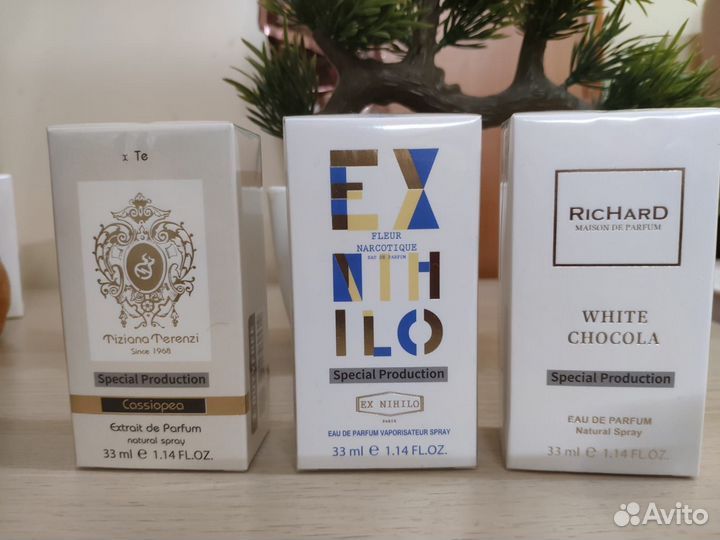 x Te
Tiziana Terenzi
Since 1968
Special Production
Cassiopea
Extrait de Parfum
natural spray
33 ml e 1.14 FL.OZ.
EX
FLEUR
NARCOTIQUE
EAU DE PARFUM
NIH
ILO
Special Production
EX NIHILO
PARIS
EAU DE PARFUM VAPORISATEUR SPRAY
33 ml e 1.14 FL.OZ.
RicHarD
MAISON DE PARFUM
WHITE
CHOCOLA
Special Production
EAU DE PARFUM
Natural Spray
33 ml e 1.14 FL.OZ.
Avito